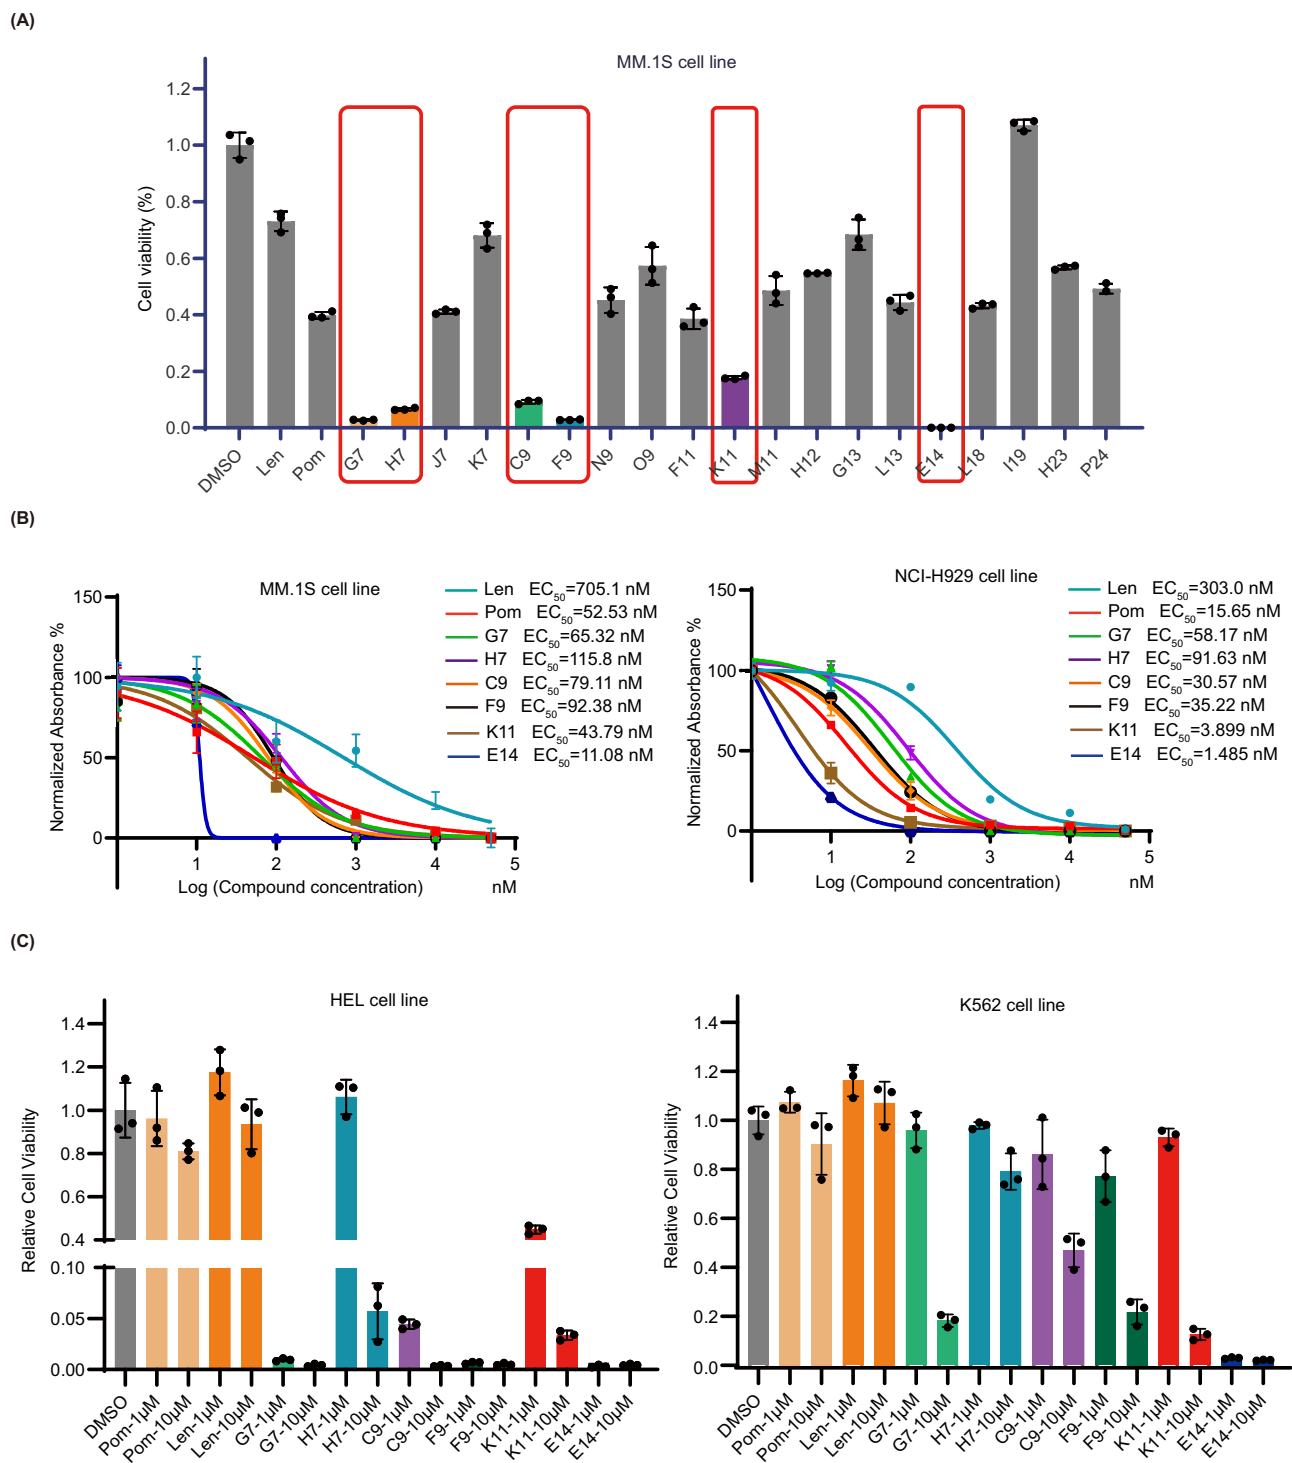 (A)
MM.1S cell line
Cell viability (%)
1.2
1.0
0.8
0.6
0.4
0.2
0.0
DMSO Len Pom G7 H7 J7 K7 C9 F9 N9 O9 F11 K11 M11 H12 G13 L13 E14 L18 I19 H23 P24
(B)
MM.1S cell line
Normalized Absorbance %
150
100
50
0
1 2 3 4 5
Log (Compound concentration) nM
Len EC50=705.1 nM
Pom EC50=52.53 nM
G7 EC50=65.32 nM
H7 EC50=115.8 nM
C9 EC50=79.11 nM
F9 EC50=92.38 nM
K11 EC50=43.79 nM
E14 EC50=11.08 nM
NCI-H929 cell line
Normalized Absorbance %
150
100
50
0
1 2 3 4 5
Log (Compound concentration) nM
Len EC50=303.0 nM
Pom EC50=15.65 nM
G7 EC50=58.17 nM
H7 EC50=91.63 nM
C9 EC50=30.57 nM
F9 EC50=35.22 nM
K11 EC50=3.899 nM
E14 EC50=1.485 nM
(C)
HEL cell line
Relative Cell Viability
1.4
1.2
1.0
0.8
0.6
0.4
0.10
0.05
0.00
DMSO Pom-1µM Pom-10µM Len-1µM Len-10µM G7-1µM G7-10µM H7-1µM H7-10µM C9-1µM C9-10µM F9-1µM F9-10µM K11-1µM K11-10µM E14-1µM E14-10µM
K562 cell line
Relative Cell Viability
1.4
1.2
1.0
0.8
0.6
0.4
0.2
0.0
DMSO Pom-1µM Pom-10µM Len-1µM Len-10µM G7-1µM G7-10µM H7-1µM H7-10µM C9-1µM C9-10µM F9-1µM F9-10µM K11-1µM K11-10µM E14-1µM E14-10µM